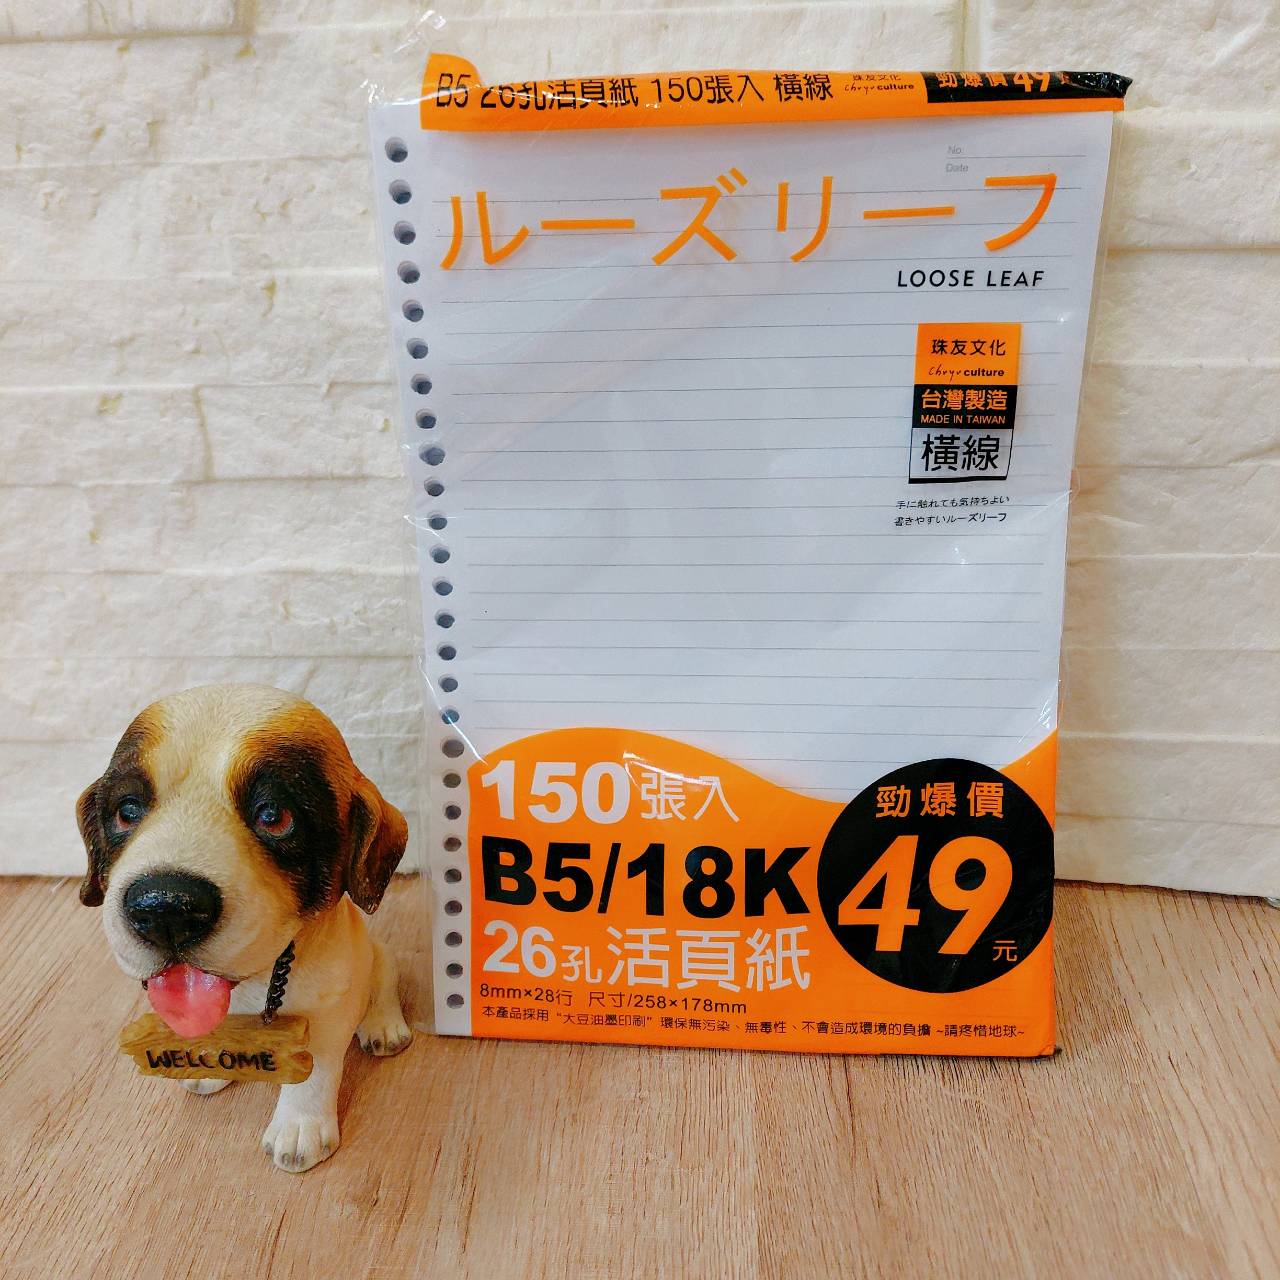 B5 26孔活頁紙 150張入 橫線 珠友文化 Chuyu culture 勁爆價 49元
No:
Date
ルーズリーフ
LOOSE LEAF
珠友文化
Chuyu culture
台灣製造
MADE IN TAIWAN
橫線
手に触れても気持ちよい
書きやすいルーズリーフ
150張入
B5/18K
26孔活頁紙
勁爆價
49元
8mm×28行 尺寸/258×178mm
本產品採用“大豆油墨印刷”環保無污染、無毒性、不會造成環境的負擔~請疼惜地球~
WELCOME